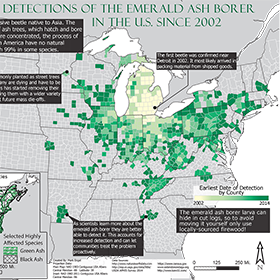 DETECTIONS OF THE EMERALD ASH BORER
IN THE U.S. SINCE 2002
ssive beetle native to Asia. The
ash trees, which hatch and bore
re concentrated, the process of
h America have no natural
h 99% in some species.
The first beetle was confirmed near
Detroit in 2002. It most likely arrived in
packing material from shipped goods.
monly planted as street trees
any are dying and have to be
s has started removing their
ing them with a wider variety
future mass die offs.
Earliest Date of Detection
by County
2002
The emerald ash borer larva can
hide in cut logs, so to avoid
moving it yourself only use
locally-sourced firewood!
As scientists learn more about the
emerald ash borer they are better
able to detect it. This accounts for
increased detection and can let
communities treat the problem
proactively.
Selected Highly
Affected Species
Green Ash
Black Ash
250 Mi.
0
125
250 Mi.
N